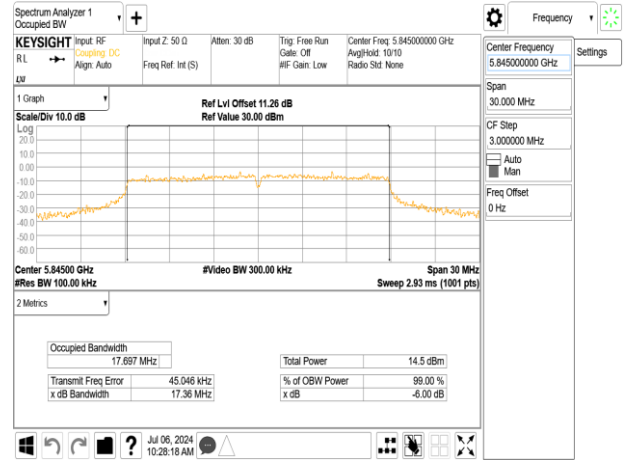 Spectrum Analyzer 1
Occupied BW
Frequency
KEYSIGHT Input: RF Input Z: 50 Ω Atten: 30 dB Trig: Free Run Center Freq: 5.845000000 GHz
Coupling: DC Gate: Off Avg|Hold: 10/10
R L Align: Auto Freq Ref: Int (S) #IF Gain: Low Radio Std: None
LXI
Center Frequency
5.845000000 GHz
Settings
Span
30.000 MHz
CF Step
3.000000 MHz
Auto
Man
Freq Offset
0 Hz
1 Graph
Ref Lvl Offset 11.26 dB
Scale/Div 10.0 dB Ref Value 30.00 dBm
Log
20.0
10.0
0.00
-10.0
-20.0
-30.0
-40.0
-50.0
-60.0
Center 5.84500 GHz #Video BW 300.00 kHz Span 30 MHz
#Res BW 100.00 kHz Sweep 2.93 ms (1001 pts)
2 Metrics
Occupied Bandwidth
17.697 MHz
Total Power 14.5 dBm
Transmit Freq Error 45.046 kHz % of OBW Power 99.00 %
x dB Bandwidth 17.36 MHz x dB -6.00 dB
Jul 06, 2024
10:28:18 AM